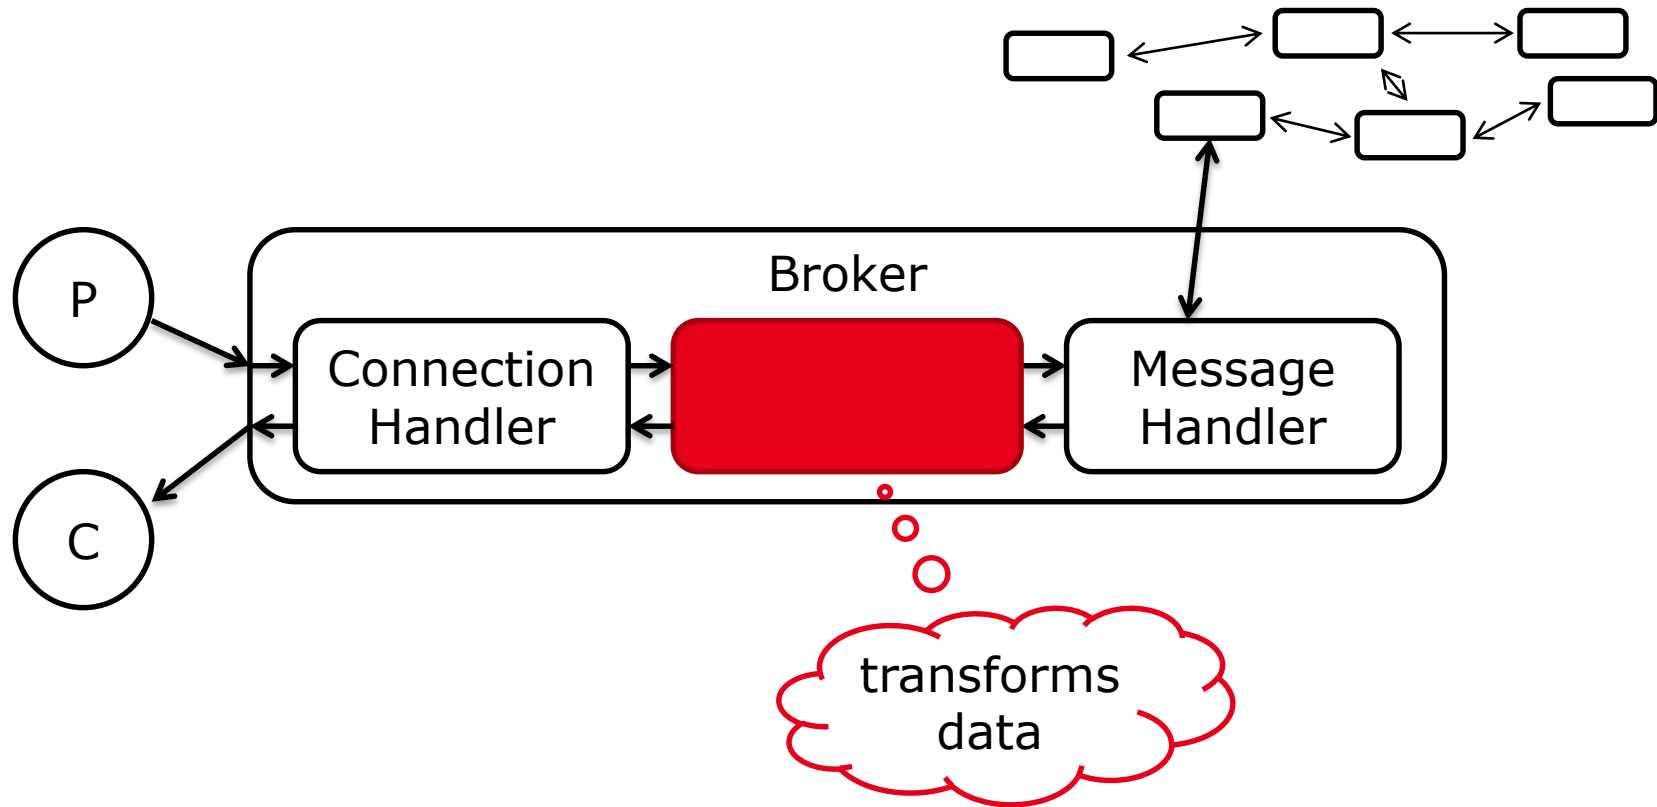 P
Broker
Connection
Handler
Message
Handler
C
transforms
data